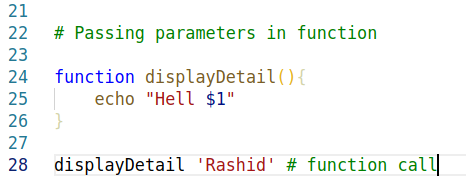 21
22 # Passing parameters in function
23
24 function displayDetail(){
25     echo "Hell $1"
26 }
27
28 displayDetail 'Rashid' # function call